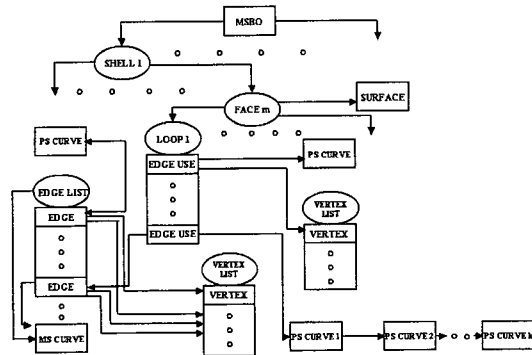 MSBO
SHELL 1
FACE m
SURFACE
LOOP 1
PS CURVE
EDGE USE
PS CURVE
EDGE LIST
VERTEX
LIST
EDGE
EDGE USE
VERTEX
VERTEX
LIST
EDGE
VERTEX
MS CURVE
PS CURVE 1
PS CURVE 2
PS CURVE k